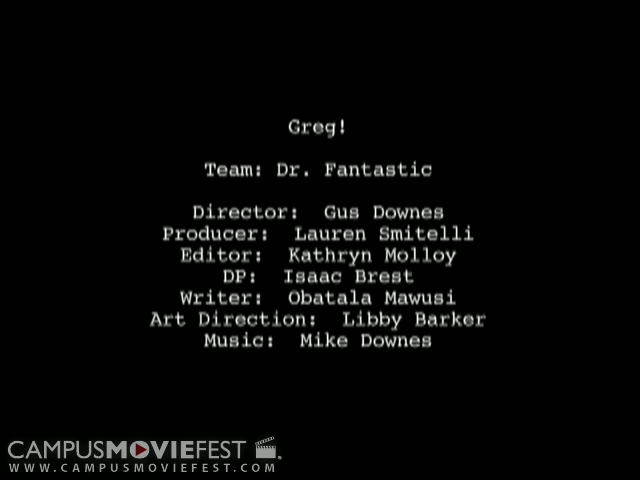 Greg!
Team: Dr. Fantastic
Director: Gus Downes
Producer: Lauren Smitelli
Editor: Kathryn Molloy
DP: Isaac Brest
Writer: Obatala Mawusi
Art Direction: Libby Barker
Music: Mike Downes
CAMPUSMOVIEFEST.
WWW.CAMPUSMOVIEFEST.COM